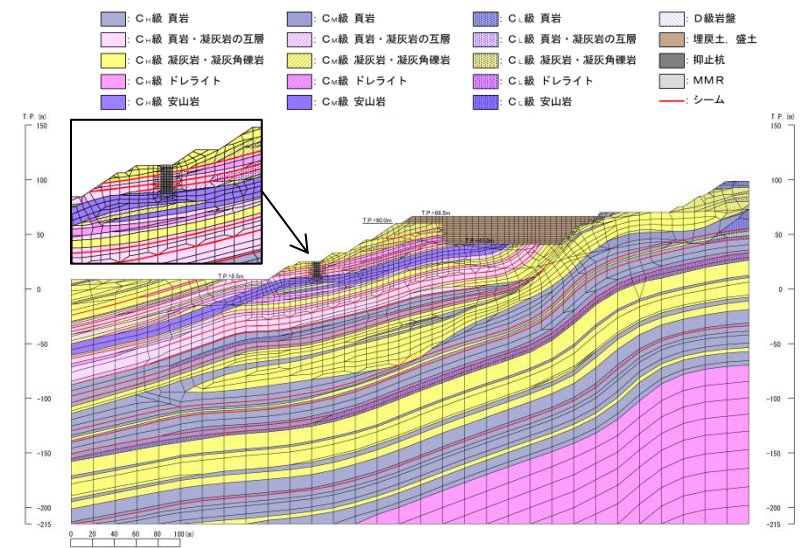 : CH級 頁岩 : CM級 頁岩 : CL級 頁岩 : D級岩盤
: CH級 頁岩・凝灰岩の互層 : CM級 頁岩・凝灰岩の互層 : CL級 頁岩・凝灰岩の互層 : 埋戻土，盛土
: CH級 凝灰岩・凝灰角礫岩 : CM級 凝灰岩・凝灰角礫岩 : CL級 凝灰岩・凝灰角礫岩 : 抑止杭
: CH級 ドレライト : CM級 ドレライト : CL級 ドレライト : MMR
: CH級 安山岩 : CM級 安山岩 : CL級 安山岩 : シーム
T.P. (m) T.P. (m)
150 150
100 100
T.P.+66.5m
T.P.+60.0m
50 50
T.P.+8.5m
0 0
-50 -50
-100 -100
-150 -150
-200 -200
-215 -215
0 20 40 60 80 100(m)